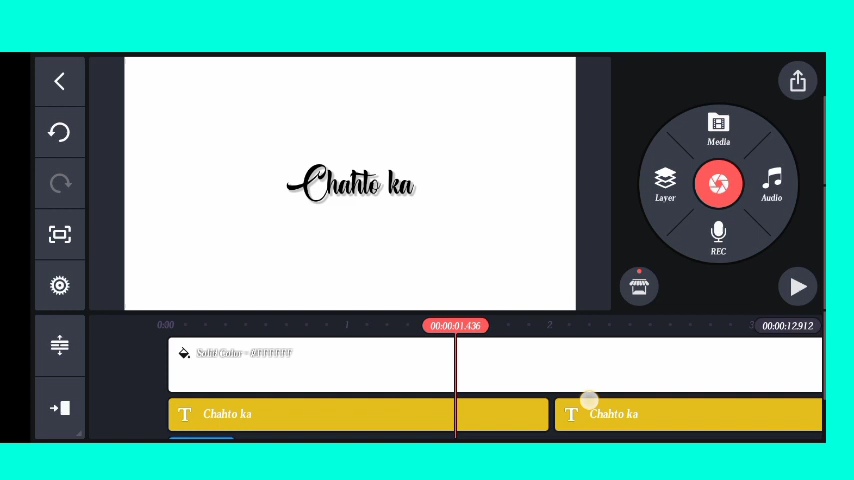 Chahto ka
Media
Layer
Audio
REC
0:00
1
2
3
00:00:01.436
00:00:12.912
Solid Color - #FFFFFF
T Chahto ka
T Chahto ka